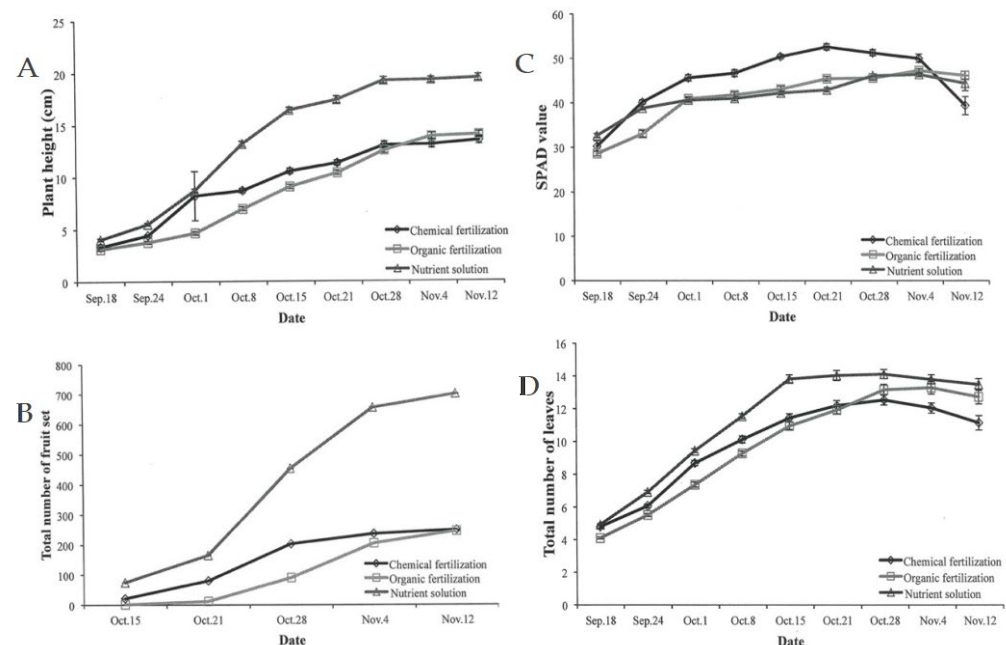 A
Plant height (cm)
25
20
15
10
5
0
Chemical fertilization
Organic fertilization
Nutrient solution
Sep.18 Sep.24 Oct.1 Oct.8 Oct.15 Oct.21 Oct.28 Nov.4 Nov.12
Date
C
SPAD value
60
50
40
30
20
10
0
Chemical fertilization
Organic fertilization
Nutrient solution
Sep.18 Sep.24 Oct.1 Oct.8 Oct.15 Oct.21 Oct.28 Nov.4 Nov.12
Date
B
Total number of fruit set
800
700
600
500
400
300
200
100
0
Chemical fertilization
Organic fertilization
Nutrient solution
Oct.15 Oct.21 Oct.28 Nov.4 Nov.12
Date
D
Total number of leaves
16
14
12
10
8
6
4
2
0
Chemical fertilization
Organic fertilization
Nutrient solution
Sep.18 Sep.24 Oct.1 Oct.8 Oct.15 Oct.21 Oct.28 Nov.4 Nov.12
Date